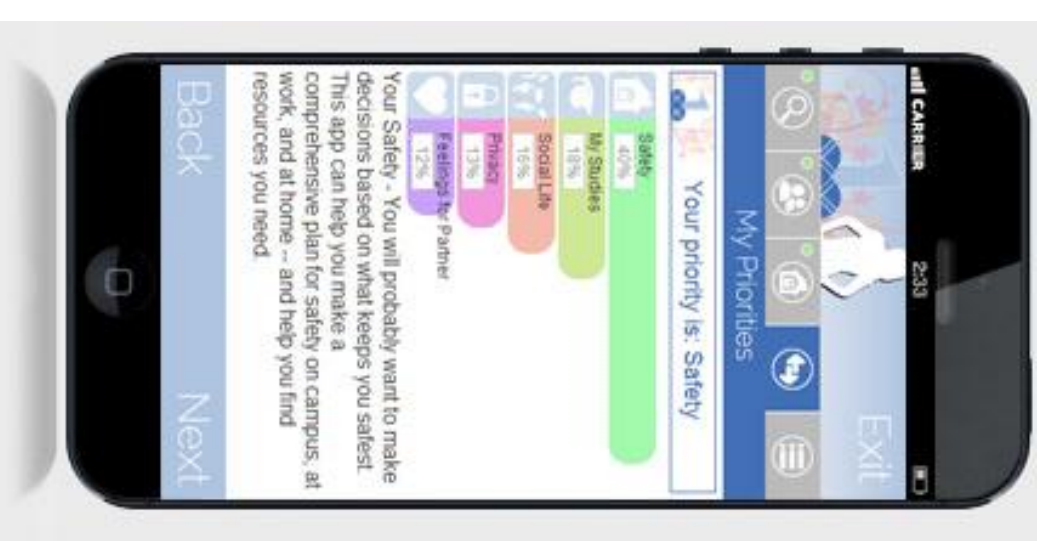 CARRIER 2:33
Exit
My Priorities
1 Your priority is: Safety
Safety
40%
My Studies
18%
Social Life
16%
Privacy
13%
Feelings for Partner
12%
Your Safety - You will probably want to make
decisions based on what keeps you safest.
This app can help you make a
comprehensive plan for safety on campus, at
work, and at home -- and help you find
resources you need.
Back Next